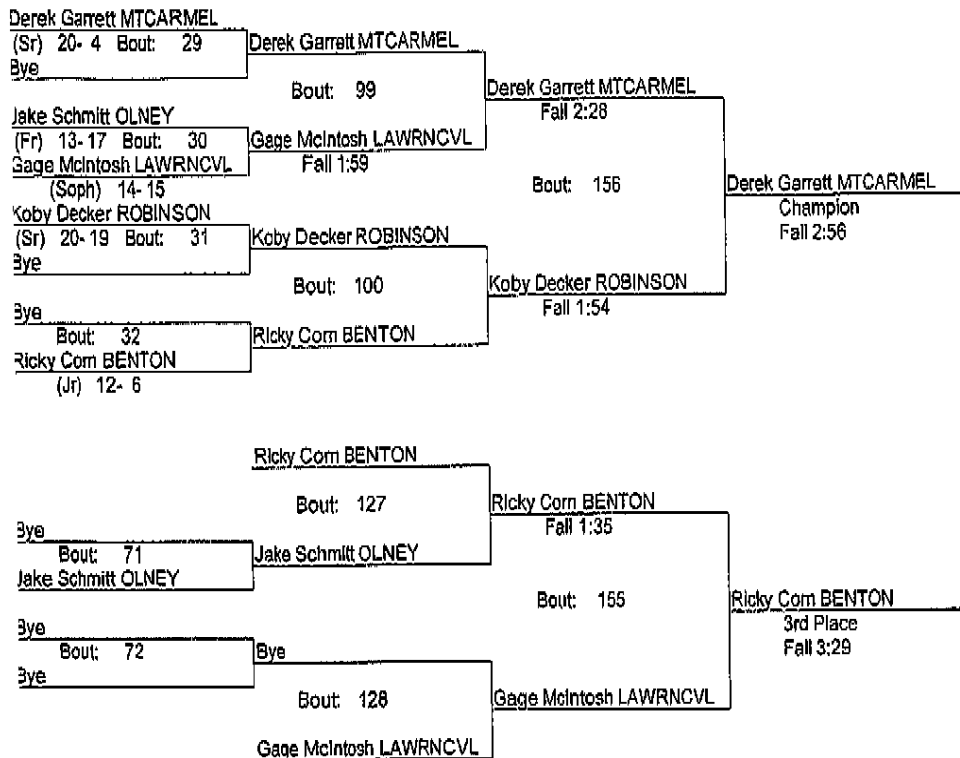 Derek Garrett MTCARMEL
(Sr) 20- 4 Bout: 29
Bye
Derek Garrett MTCARMEL
Bout: 99
Jake Schmitt OLNEY
(Fr) 13- 17 Bout: 30
Gage McIntosh LAWRNCVL
(Soph) 14- 15
Gage McIntosh LAWRNCVL
Fall 1:59
Derek Garrett MTCARMEL
Fall 2:28
Bout: 156
Koby Decker ROBINSON
(Sr) 20- 19 Bout: 31
Bye
Koby Decker ROBINSON
Bout: 100
Bye
Bout: 32
Ricky Corn BENTON
(Jr) 12- 6
Ricky Corn BENTON
Koby Decker ROBINSON
Fall 1:54
Derek Garrett MTCARMEL
Champion
Fall 2:56
Ricky Corn BENTON
Bout: 127
Bye
Bout: 71
Jake Schmitt OLNEY
Jake Schmitt OLNEY
Ricky Corn BENTON
Fall 1:35
Bout: 155
Bye
Bout: 72
Bye
Bye
Bout: 128
Gage McIntosh LAWRNCVL
Gage McIntosh LAWRNCVL
Ricky Corn BENTON
3rd Place
Fall 3:29